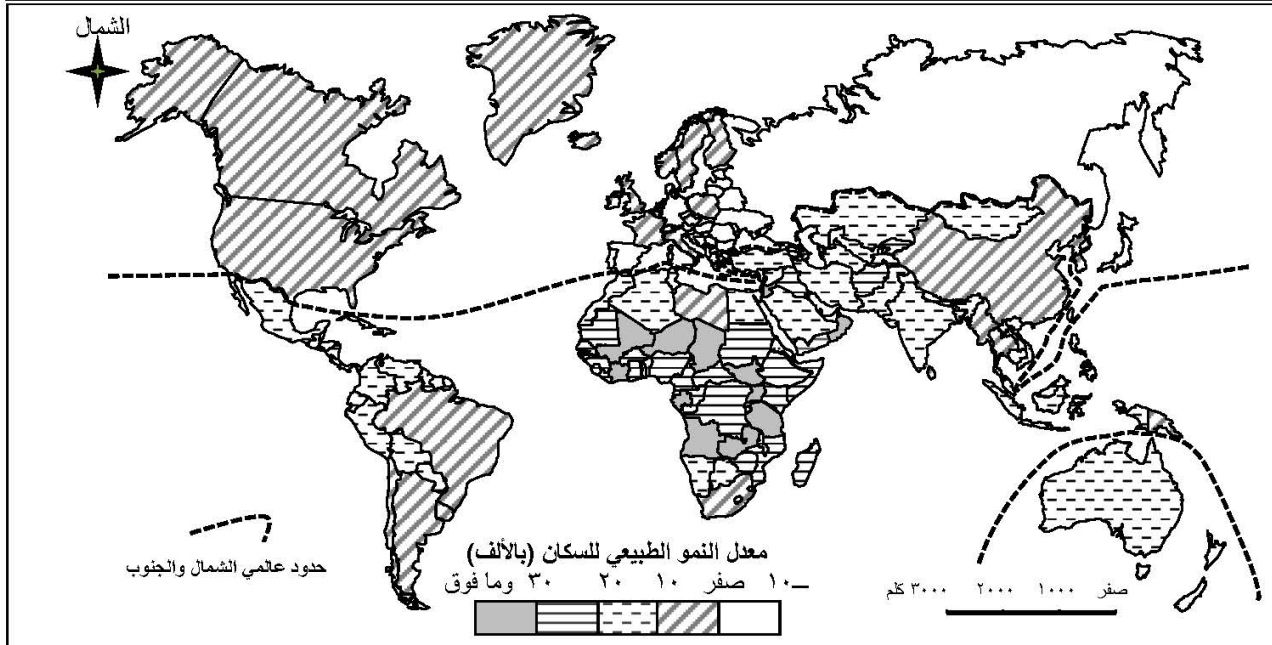 الشمال
معدل النمو الطبيعي للسكان (بالألف)
–١٠ صفر ١٠ ٢٠ ٣٠ وما فوق
حدود عالمي الشمال والجنوب
صفر ١٠٠٠ ٢٠٠٠ ٣٠٠٠ كلم